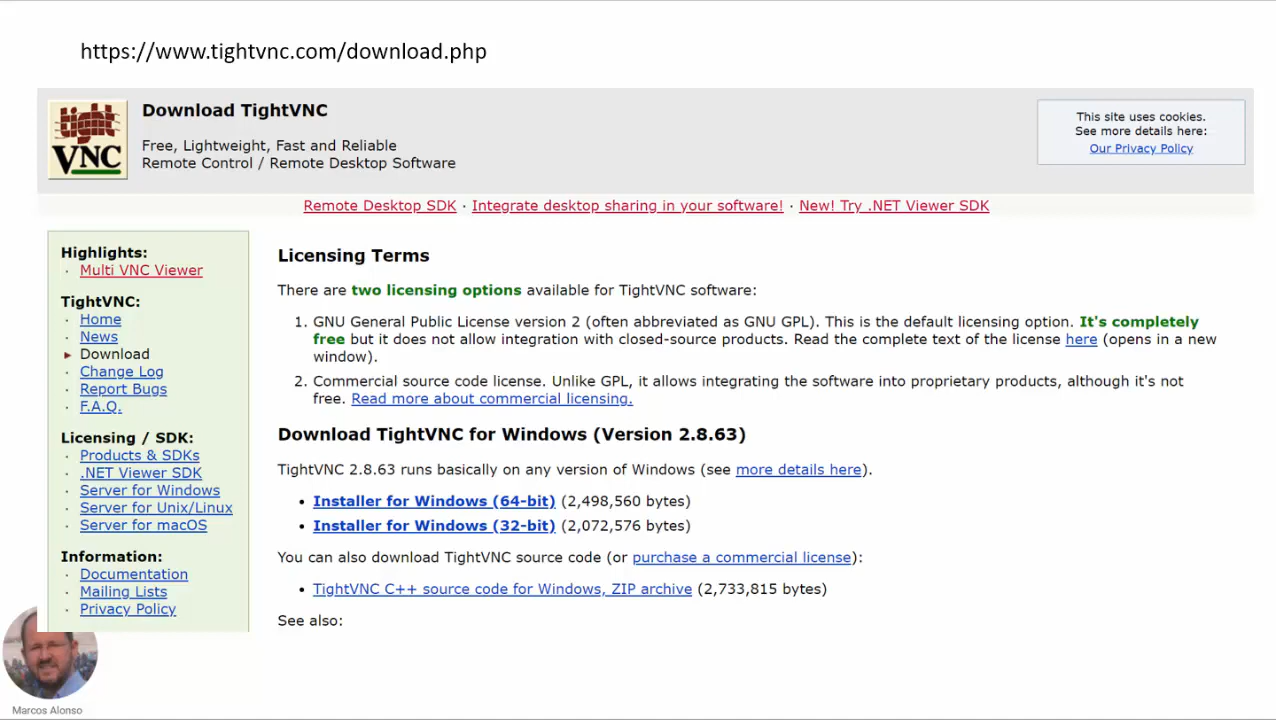 https://www.tightvnc.com/download.php
tight
VNC
Download TightVNC
Free, Lightweight, Fast and Reliable
Remote Control / Remote Desktop Software
This site uses cookies.
See more details here:
Our Privacy Policy
Remote Desktop SDK · Integrate desktop sharing in your software! · New! Try .NET Viewer SDK
Highlights:
· Multi VNC Viewer
TightVNC:
· Home
· News
Download
· Change Log
· Report Bugs
· F.A.Q.
Licensing / SDK:
· Products & SDKs
· .NET Viewer SDK
· Server for Windows
· Server for Unix/Linux
· Server for macOS
Information:
· Documentation
· Mailing Lists
· Privacy Policy
Licensing Terms
There are two licensing options available for TightVNC software:
1. GNU General Public License version 2 (often abbreviated as GNU GPL). This is the default licensing option. It's completely
free but it does not allow integration with closed-source products. Read the complete text of the license here (opens in a new
window).
2. Commercial source code license. Unlike GPL, it allows integrating the software into proprietary products, although it's not
free. Read more about commercial licensing.
Download TightVNC for Windows (Version 2.8.63)
TightVNC 2.8.63 runs basically on any version of Windows (see more details here).
• Installer for Windows (64-bit) (2,498,560 bytes)
• Installer for Windows (32-bit) (2,072,576 bytes)
You can also download TightVNC source code (or purchase a commercial license):
• TightVNC C++ source code for Windows, ZIP archive (2,733,815 bytes)
See also:
Marcos Alonso